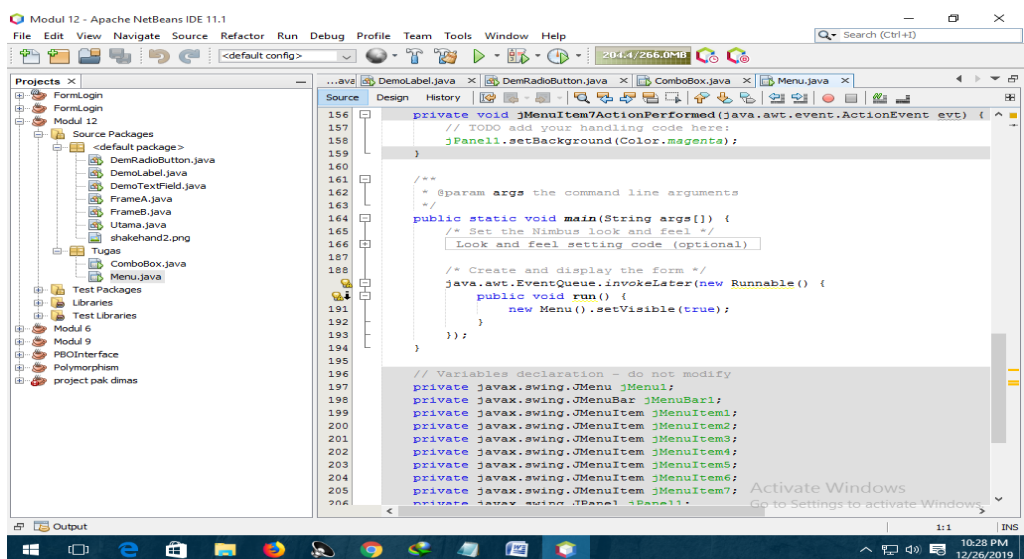 Modul 12 - Apache NetBeans IDE 11.1
File Edit View Navigate Source Refactor Run Debug Profile Team Tools Window Help
Search (Ctrl+I)
<default config>
204.4/266.0MB
Projects
FormLogin
FormLogin
Modul 12
Source Packages
<default package>
DemRadioButton.java
DemoLabel.java
DemoTextField.java
FrameA.java
FrameB.java
Utama.java
shakehand2.png
Tugas
ComboBox.java
Menu.java
Test Packages
Libraries
Test Libraries
Modul 6
Modul 9
PBOInterface
Polymorphism
project pak dimas
...ava DemoLabel.java DemRadioButton.java ComboBox.java Menu.java
Source Design History
156 private void jMenuItem7ActionPerformed(java.awt.event.ActionEvent evt) {
157 // TODO add your handling code here:
158 jPanel1.setBackground(Color.magenta);
159 }
160
161 /**
162 * @param args the command line arguments
163 */
164 public static void main(String args[]) {
165 /* Set the Nimbus look and feel */
166 Look and feel setting code (optional)
187
188 /* Create and display the form */
java.awt.EventQueue.invokeLater(new Runnable() {
public void run() {
191 new Menu().setVisible(true);
192 }
193 });
194 }
195
196 // Variables declaration - do not modify
197 private javax.swing.JMenu jMenu1;
198 private javax.swing.JMenuBar jMenuBar1;
199 private javax.swing.JMenuItem jMenuItem1;
200 private javax.swing.JMenuItem jMenuItem2;
201 private javax.swing.JMenuItem jMenuItem3;
202 private javax.swing.JMenuItem jMenuItem4;
203 private javax.swing.JMenuItem jMenuItem5;
204 private javax.swing.JMenuItem jMenuItem6;
205 private javax.swing.JMenuItem jMenuItem7;
206 private javax.swing.JPanel jPanel1;
Activate Windows
Go to Settings to activate Windows.
Output
1:1 INS
10:28 PM
12/26/2019